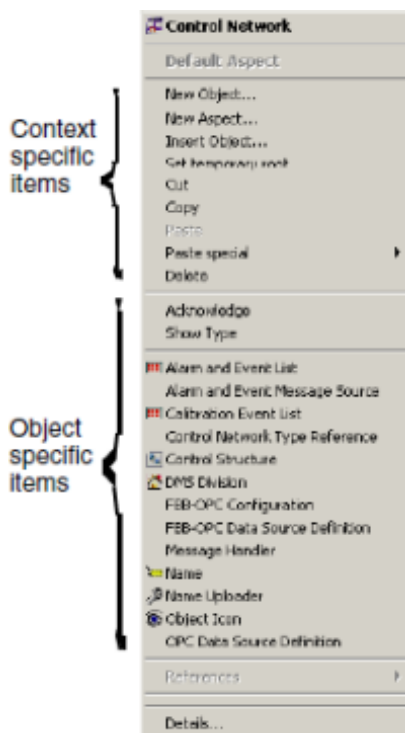 Control Network
Default Aspect
New Object...
New Aspect...
Insert Object...
Set temporary root
Cut
Copy
Paste
Paste special
Delete
Context
specific
items
Acknowledge
Show Type
Alarm and Event List
Alarm and Event Message Source
Calibration Event List
Control Network Type Reference
Control Structure
DMS Division
FBB-OPC Configuration
FBB-OPC Data Source Definition
Message Handler
Name
Name Uploader
Object Icon
OPC Data Source Definition
Object
specific
items
References
Details...